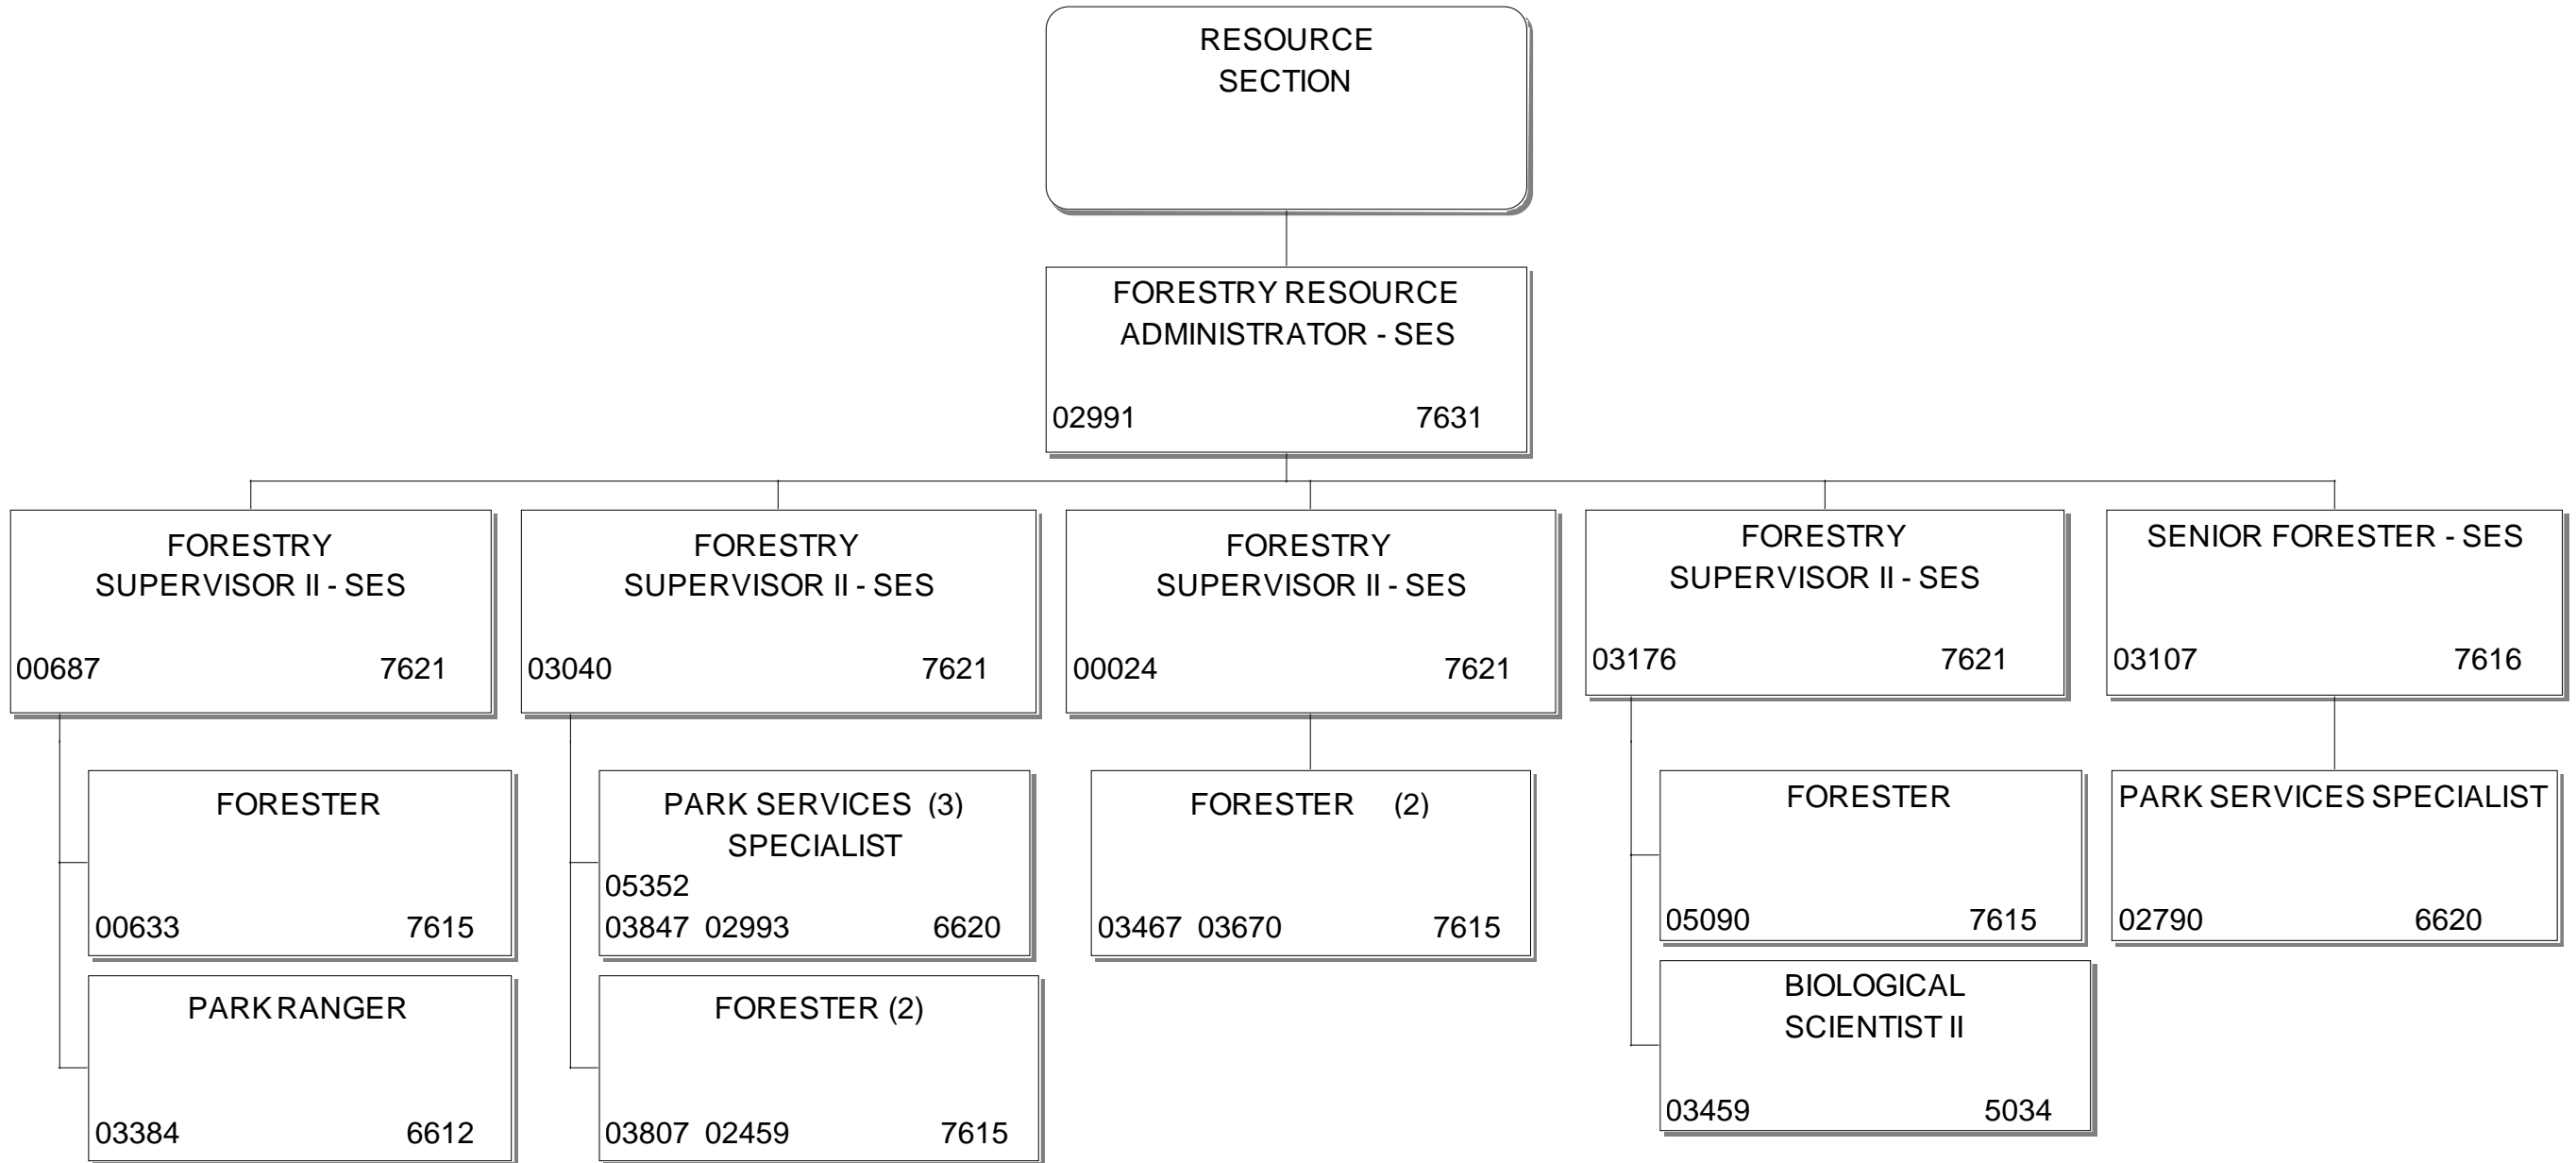 RESOURCE
SECTION
FORESTRY RESOURCE
ADMINISTRATOR - SES
02991 7631
FORESTRY
SUPERVISOR II - SES
00687 7621
FORESTRY
SUPERVISOR II - SES
03040 7621
FORESTRY
SUPERVISOR II - SES
00024 7621
FORESTRY
SUPERVISOR II - SES
03176 7621
SENIOR FORESTER - SES
03107 7616
FORESTER
00633 7615
PARK RANGER
03384 6612
PARK SERVICES (3)
SPECIALIST
05352
03847 02993 6620
FORESTER (2)
03807 02459 7615
FORESTER (2)
03467 03670 7615
FORESTER
05090 7615
BIOLOGICAL
SCIENTIST II
03459 5034
PARK SERVICES SPECIALIST
02790 6620